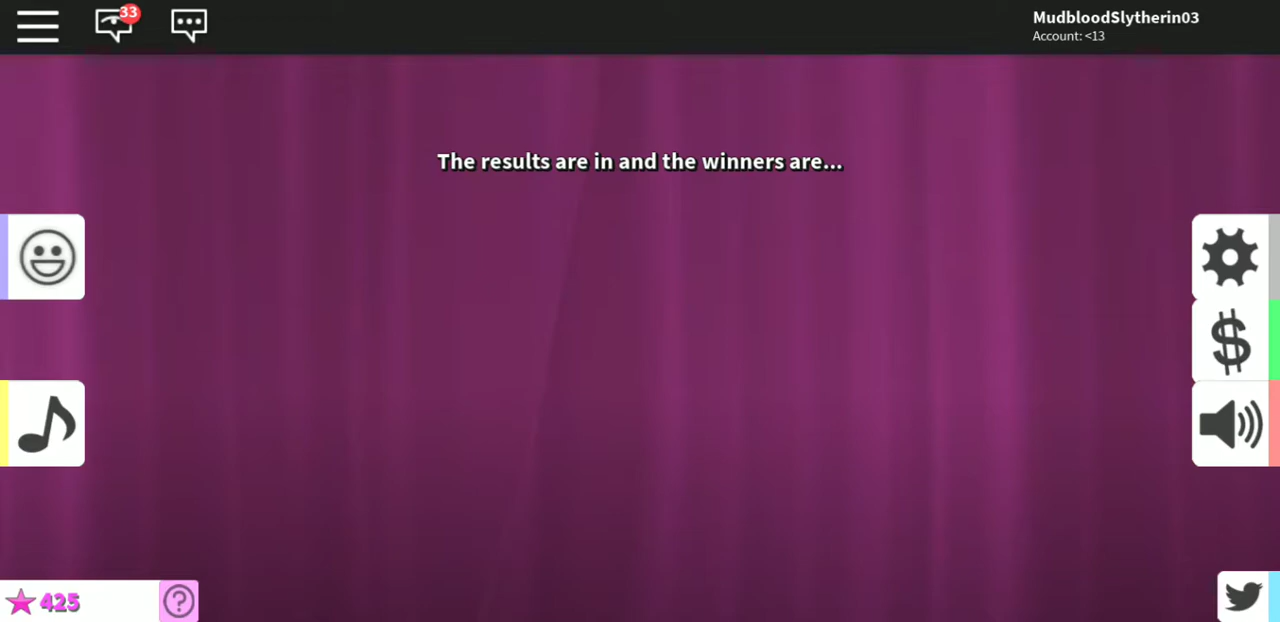 33
MudbloodSlytherin03
Account: <13
The results are in and the winners are...
$
425
?